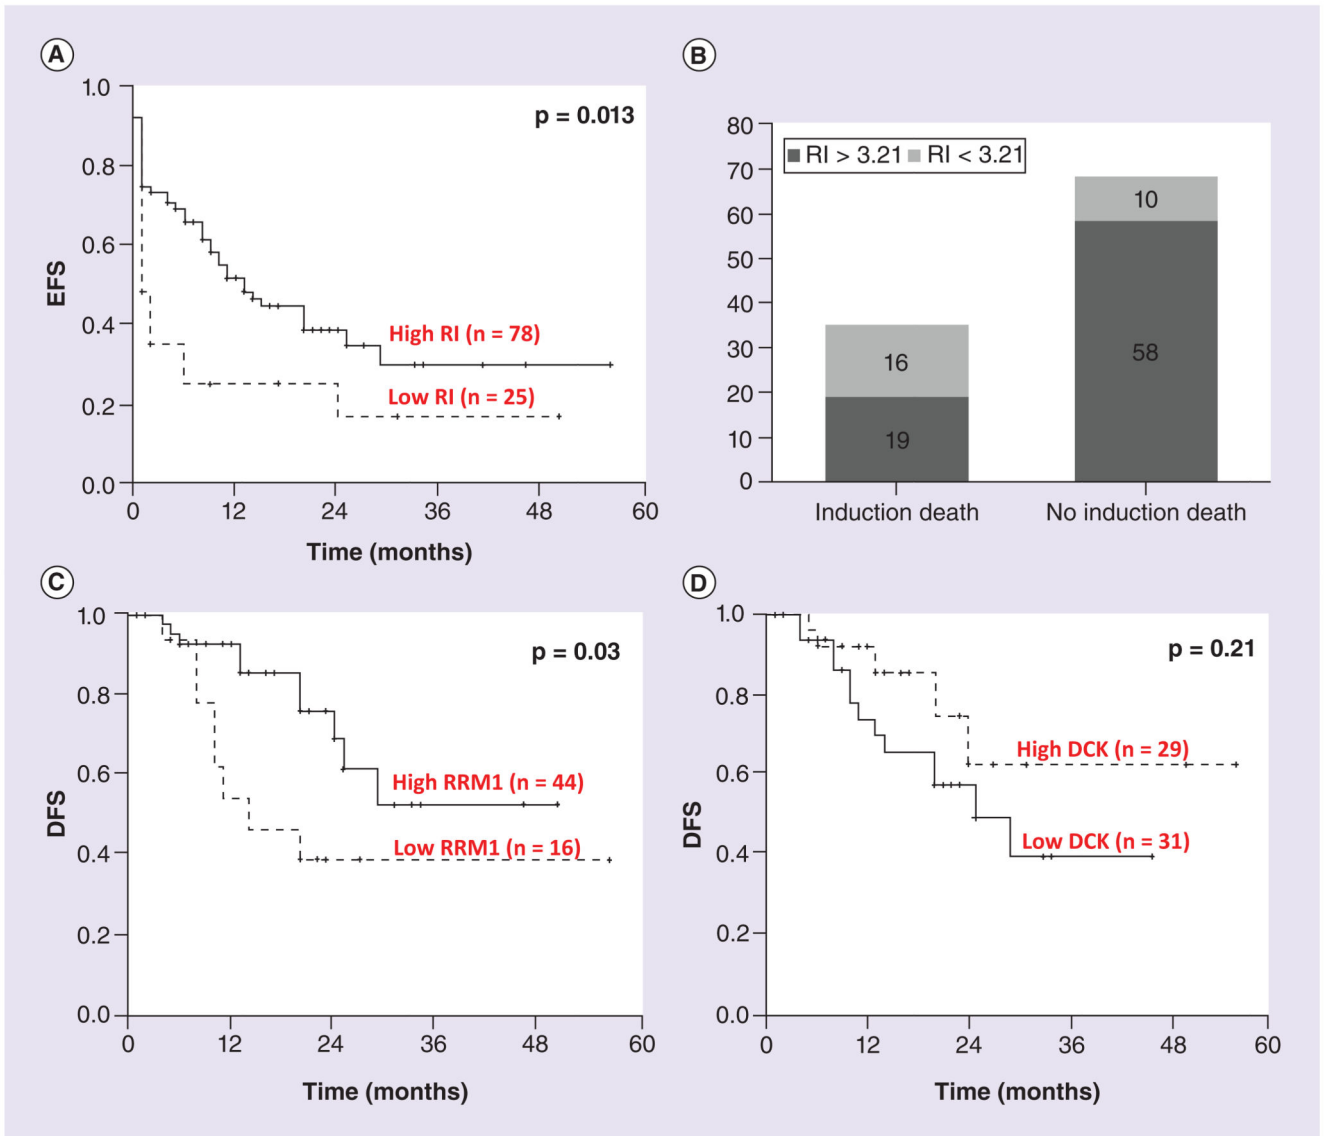 A
1.0
0.8
0.6
0.4
0.2
0.0
EFS
p = 0.013
High RI (n = 78)
Low RI (n = 25)
0 12 24 36 48 60
Time (months)
B
80
70
60
50
40
30
20
10
0
RI > 3.21 RI < 3.21
16
19
10
58
Induction death No induction death
C
1.0
0.8
0.6
0.4
0.2
0.0
DFS
p = 0.03
High RRM1 (n = 44)
Low RRM1 (n = 16)
0 12 24 36 48 60
Time (months)
D
1.0
0.8
0.6
0.4
0.2
0.0
DFS
p = 0.21
High DCK (n = 29)
Low DCK (n = 31)
0 12 24 36 48 60
Time (months)